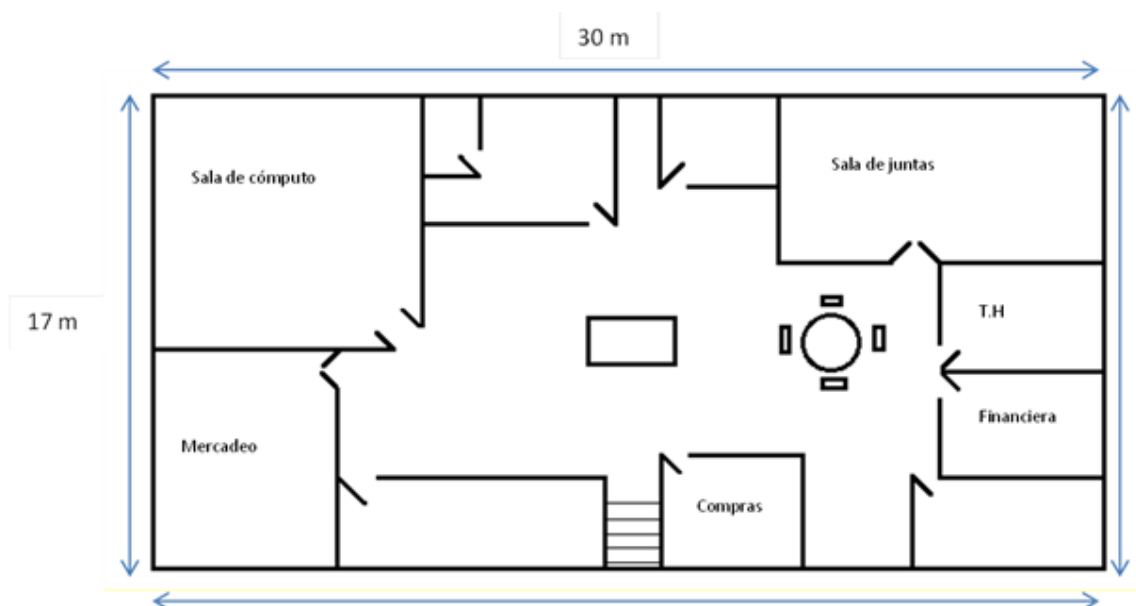 30 m
Sala de cómputo
Sala de juntas
T.H
17 m
Financiera
Mercadeo
Compras